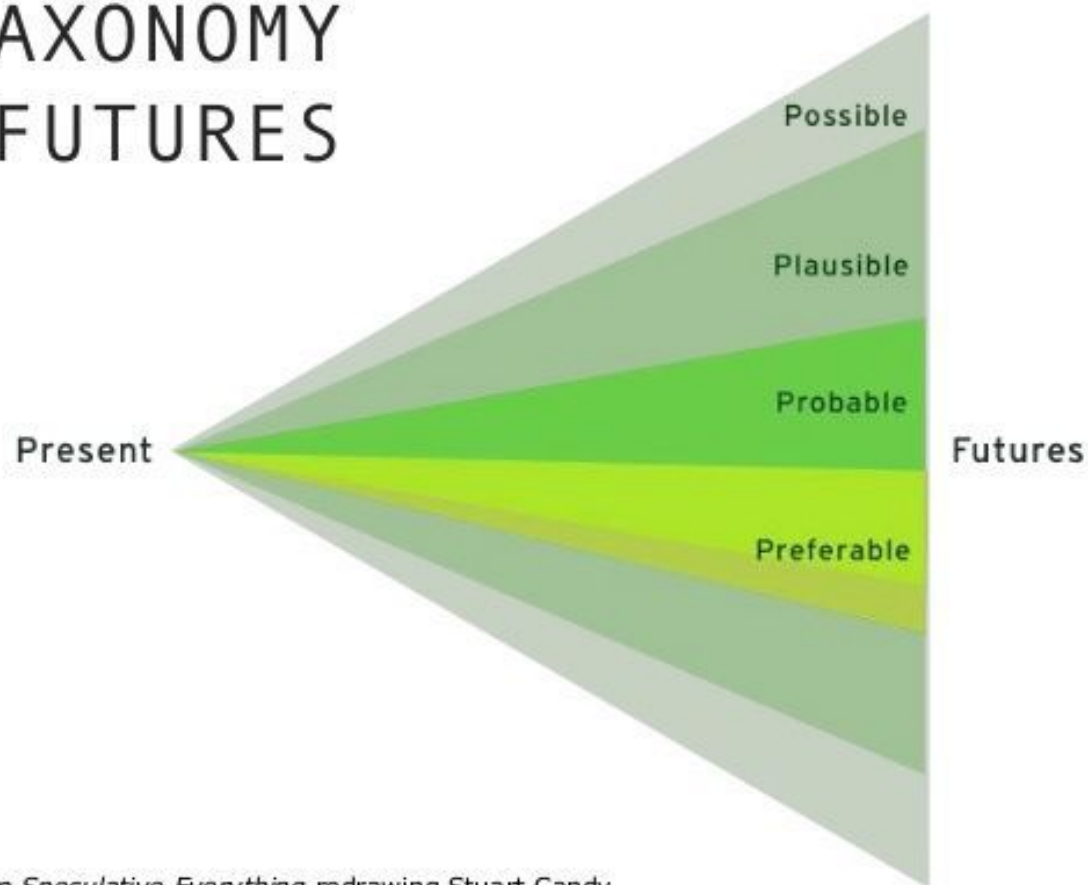 AXONOMY
FUTURES
Possible
Plausible
Probable
Present
Futures
Preferable
Speculative Everything redrawing Stuart Candy